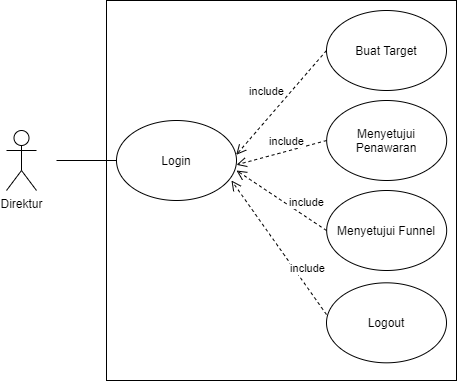 Buat Target
include
include
Menyetujui
Penawaran
Login
Direktur
include
Menyetujui Funnel
include
Logout